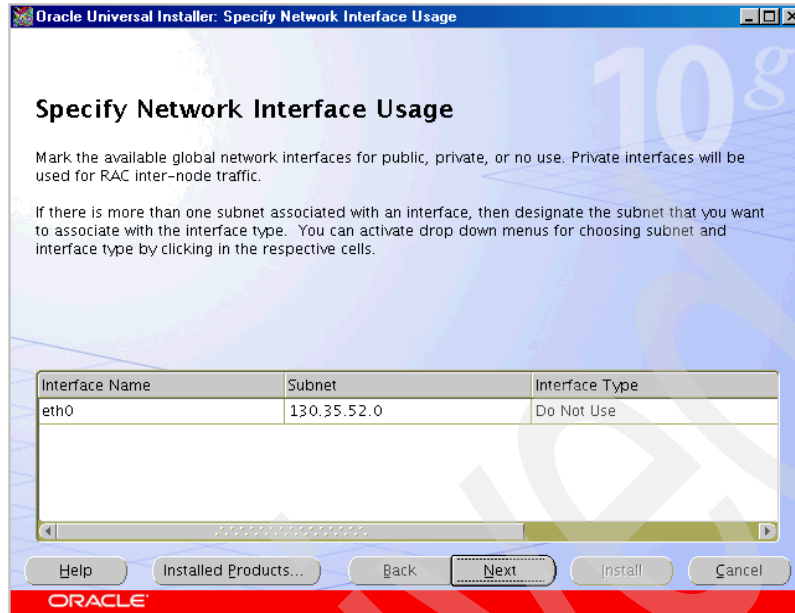 Oracle Universal Installer: Specify Network Interface Usage
10g
Specify Network Interface Usage
Mark the available global network interfaces for public, private, or no use. Private interfaces will be
used for RAC inter-node traffic.
If there is more than one subnet associated with an interface, then designate the subnet that you want
to associate with the interface type. You can activate drop down menus for choosing subnet and
interface type by clicking in the respective cells.
Interface Name Subnet Interface Type
eth0 130.35.52.0 Do Not Use
Help Installed Products... Back Next Install Cancel
ORACLE